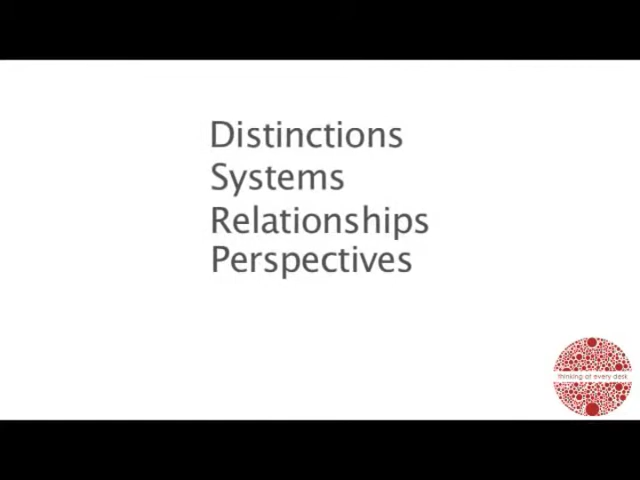 Distinctions
Systems
Relationships
Perspectives
thinking at every desk